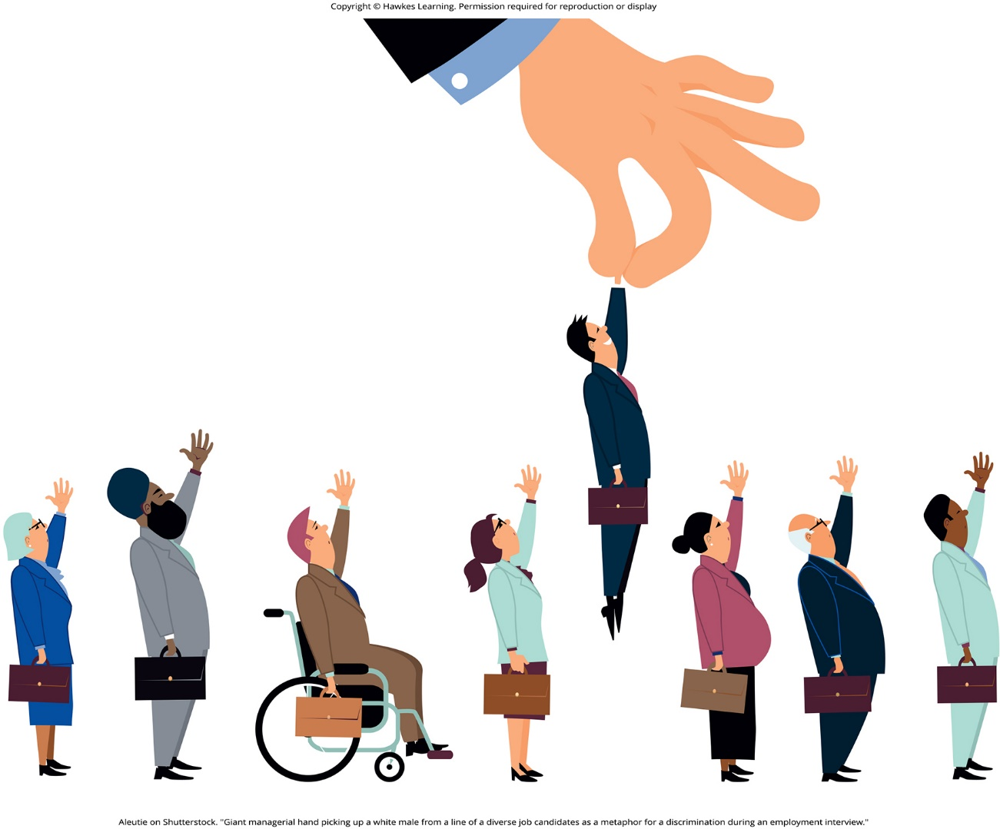 Copyright © Hawkes Learning. Permission required for reproduction or display
Aleutie on Shutterstock. "Giant managerial hand picking up a white male from a line of a diverse job candidates as a metaphor for a discrimination during an employment interview."